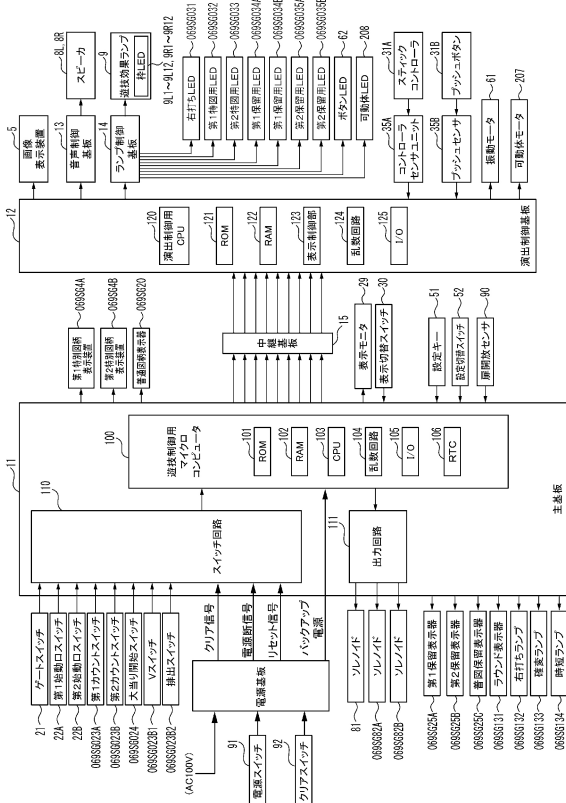 画像
表示装置
5
音声制御
基板
13
ランプ制御
基板
14
スピーカ
8L, 8R
遊技効果ランプ
枠LED
9
9L1～9L12, 9R1～9R12
右打ちLED
069SG031
第1特図用LED
069SG032
第2特図用LED
069SG033
第1保留用LED
第1保留用LED
第2保留用LED
069SG035A
第2保留用LED
ボタンLED
62
可動体LED
208
スティック
コントローラ
31A
コントローラ
センサユニット
35A
プッシュボタン
31B
プッシュセンサ
35B
振動モータ
61
可動体モータ
207
12
演出制御用
CPU
120
ROM
121
RAM
122
表示制御部
123
乱数回路
124
I/O
125
演出制御基板
第1特別図柄
表示装置
069SG4A
第2特別図柄
表示装置
069SG4B
普通図柄表示器
069SG20
中継基板
15
表示モニタ
29
表示切替スイッチ
30
設定キー
51
設定切替スイッチ
52
扉開放センサ
90
11
遊技制御用
マイクロ
コンピュータ
100
ROM
101
RAM
102
CPU
103
乱数回路
104
I/O
105
RTC
106
主基板
スイッチ回路
110
出力回路
111
ゲートスイッチ
21
第1始動口スイッチ
22A
第2始動口スイッチ
22B
第1カウントスイッチ
069SG023A
第2カウントスイッチ
069SG023B
大当り開始スイッチ
069SG024
Vスイッチ
069SG023B1
排出スイッチ
069SG023B2
クリア信号
電源断信号
リセット信号
バックアップ
電源
電源基板
(AC100V)
電源スイッチ
91
クリアスイッチ
92
ソレノイド
81
ソレノイド
069SG82A
ソレノイド
069SG82B
第1保留表示器
069SG25A
第2保留表示器
069SG25B
普図保留表示器
069SG25C
ラウンド表示器
069SG131
右打ちランプ
069SG132
確変ランプ
069SG133
時短ランプ
069SG134